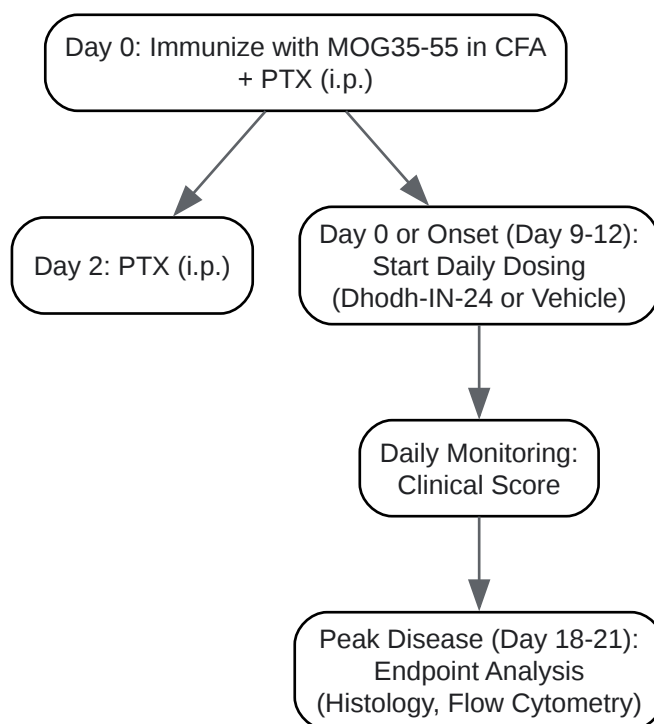 Day 0: Immunize with MOG35-55 in CFA
+ PTX (i.p.)
Day 2: PTX (i.p.)
Day 0 or Onset (Day 9-12):
Start Daily Dosing
(Dhodh-IN-24 or Vehicle)
Daily Monitoring:
Clinical Score
Peak Disease (Day 18-21):
Endpoint Analysis
(Histology, Flow Cytometry)